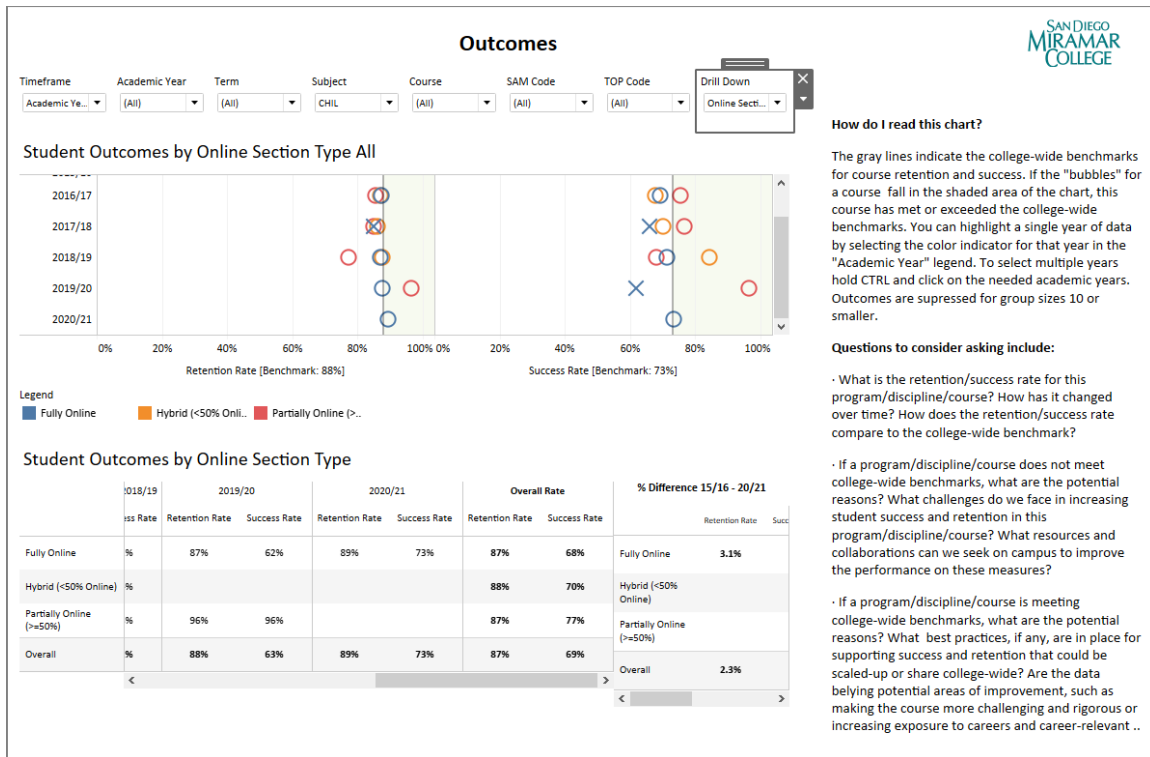 Outcomes
SAN DIEGO
MIRAMAR
COLLEGE
Timeframe
Academic Year
Term
Subject
Course
SAM Code
TOP Code
Drill Down
Academic Ye...
(All)
(All)
CHIL
(All)
(All)
(All)
Online Secti...
Student Outcomes by Online Section Type All
2016/17
2017/18
2018/19
2019/20
2020/21
0% 20% 40% 60% 80% 100% 0% 20% 40% 60% 80% 100%
Retention Rate [Benchmark: 88%]
Success Rate [Benchmark: 73%]
Legend
Fully Online
Hybrid (<50% Onli..
Partially Online (>..
Student Outcomes by Online Section Type
2018/19 2019/20 2020/21 Overall Rate
ss Rate Retention Rate Success Rate Retention Rate Success Rate Retention Rate Success Rate
Fully Online % 87% 62% 89% 73% 87% 68%
Hybrid (<50% Online) % 88% 70%
Partially Online
(>=50%) % 96% 96% 87% 77%
Overall % 88% 63% 89% 73% 87% 69%
% Difference 15/16 - 20/21
Retention Rate Succ
Fully Online 3.1%
Hybrid (<50%
Online)
Partially Online
(>=50%)
Overall 2.3%
How do I read this chart?
The gray lines indicate the college-wide benchmarks
for course retention and success. If the "bubbles" for
a course fall in the shaded area of the chart, this
course has met or exceeded the college-wide
benchmarks. You can highlight a single year of data
by selecting the color indicator for that year in the
"Academic Year" legend. To select multiple years
hold CTRL and click on the needed academic years.
Outcomes are supressed for group sizes 10 or
smaller.
Questions to consider asking include:
· What is the retention/success rate for this
program/discipline/course? How has it changed
over time? How does the retention/success rate
compare to the college-wide benchmark?
· If a program/discipline/course does not meet
college-wide benchmarks, what are the potential
reasons? What challenges do we face in increasing
student success and retention in this
program/discipline/course? What resources and
collaborations can we seek on campus to improve
the performance on these measures?
· If a program/discipline/course is meeting
college-wide benchmarks, what are the potential
reasons? What best practices, if any, are in place for
supporting success and retention that could be
scaled-up or share college-wide? Are the data
belying potential areas of improvement, such as
making the course more challenging and rigorous or
increasing exposure to careers and career-relevant ..